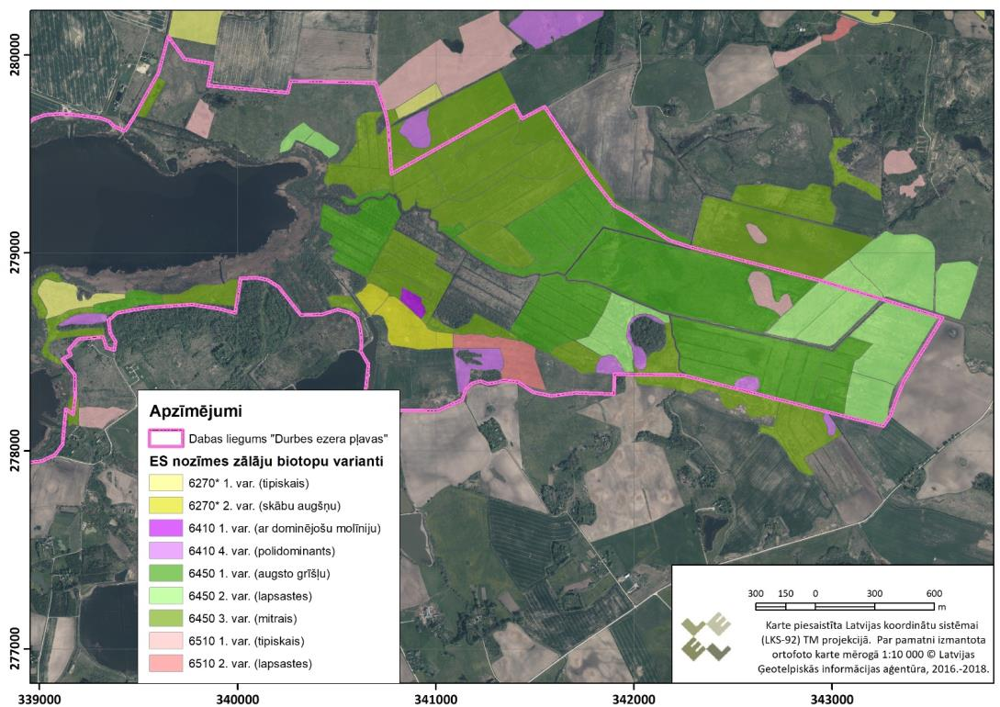 280000
279000
278000
277000
Apzīmējumi
Dabas liegums "Durbes ezera pļavas"
ES nozīmes zālāju biotopu varianti
6270* 1. var. (tipiskais)
6270* 2. var. (skābu augšņu)
6410 1. var. (ar dominējošu molīniju)
6410 4. var. (polidominants)
6450 1. var. (augsto grīšļu)
6450 2. var. (lapsastes)
6450 3. var. (mitrais)
6510 1. var. (tipiskais)
6510 2. var. (lapsastes)
300 150 0 300 600
m
Karte piesaistīta Latvijas koordinātu sistēmai
(LKS-92) TM projekcijā. Par pamatni izmantota
ortofoto karte mērogā 1:10 000 © Latvijas
Ģeotelpiskās informācijas aģentūra, 2016.-2018.
339000 340000 341000 342000 343000